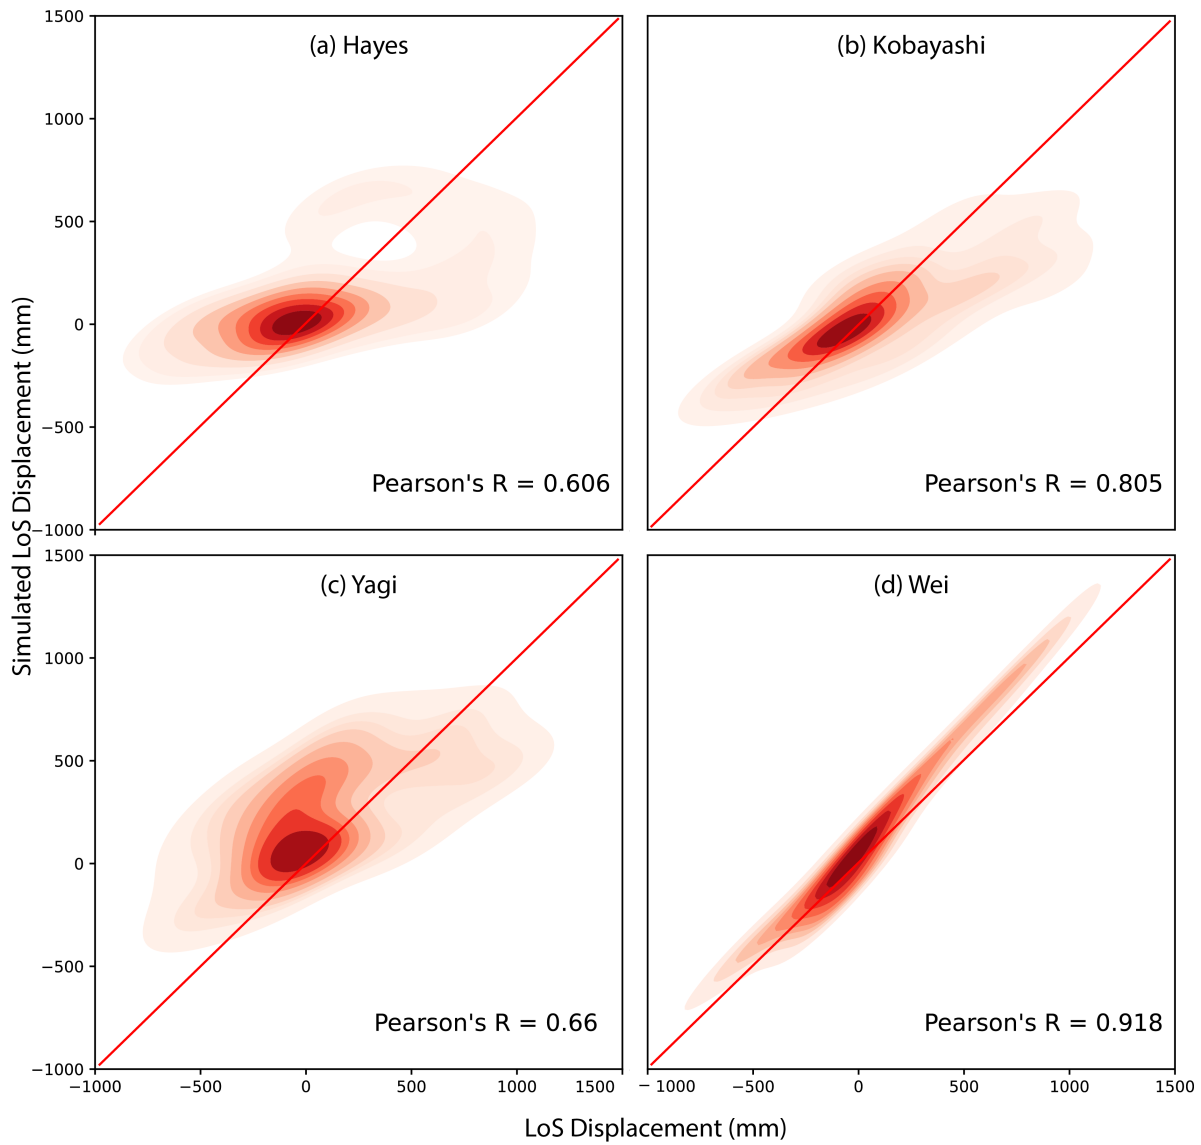 1500
(a) Hayes
(b) Kobayashi
1000
500
0
−500
Pearson's R = 0.606
Pearson's R = 0.805
−1000
Simulated LoS Displacement (mm)
1500
(c) Yagi
(d) Wei
1000
500
0
−500
Pearson's R = 0.66
Pearson's R = 0.918
−1000
−1000 −500 0 500 1000 1500
−1000 −500 0 500 1000 1500
LoS Displacement (mm)